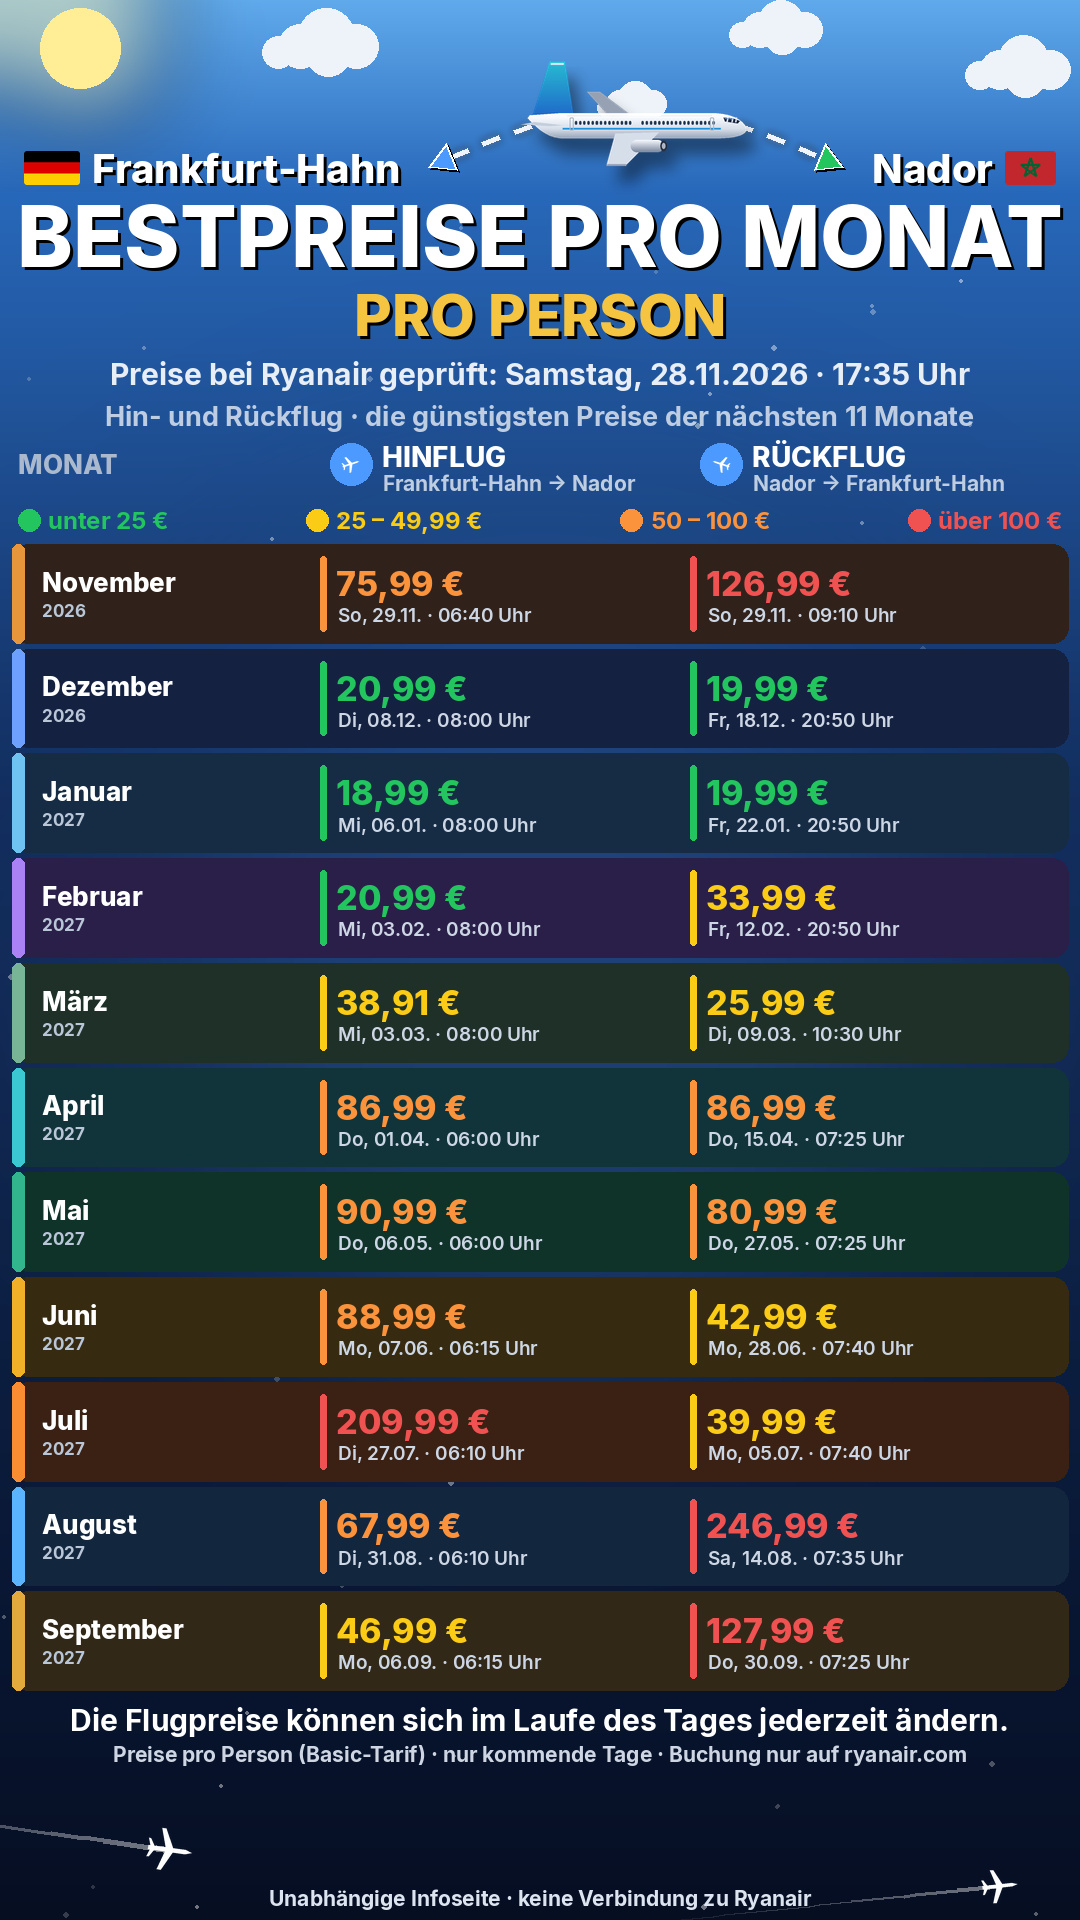 Frankfurt-Hahn
Nador
BESTPREISE PRO MONAT
PRO PERSON
Preise bei Ryanair geprüft: Samstag, 28.11.2026 · 17:35 Uhr
Hin- und Rückflug · die günstigsten Preise der nächsten 11 Monate
MONAT
HINFLUG
Frankfurt-Hahn → Nador
RÜCKFLUG
Nador → Frankfurt-Hahn
unter 25 €
25 – 49,99 €
50 – 100 €
über 100 €
November
2026
75,99 €
So, 29.11. · 06:40 Uhr
126,99 €
So, 29.11. · 09:10 Uhr
Dezember
2026
20,99 €
Di, 08.12. · 08:00 Uhr
19,99 €
Fr, 18.12. · 20:50 Uhr
Januar
2027
18,99 €
Mi, 06.01. · 08:00 Uhr
19,99 €
Fr, 22.01. · 20:50 Uhr
Februar
2027
20,99 €
Mi, 03.02. · 08:00 Uhr
33,99 €
Fr, 12.02. · 20:50 Uhr
März
2027
38,91 €
Mi, 03.03. · 08:00 Uhr
25,99 €
Di, 09.03. · 10:30 Uhr
April
2027
86,99 €
Do, 01.04. · 06:00 Uhr
86,99 €
Do, 15.04. · 07:25 Uhr
Mai
2027
90,99 €
Do, 06.05. · 06:00 Uhr
80,99 €
Do, 27.05. · 07:25 Uhr
Juni
2027
88,99 €
Mo, 07.06. · 06:15 Uhr
42,99 €
Mo, 28.06. · 07:40 Uhr
Juli
2027
209,99 €
Di, 27.07. · 06:10 Uhr
39,99 €
Mo, 05.07. · 07:40 Uhr
August
2027
67,99 €
Di, 31.08. · 06:10 Uhr
246,99 €
Sa, 14.08. · 07:35 Uhr
September
2027
46,99 €
Mo, 06.09. · 06:15 Uhr
127,99 €
Do, 30.09. · 07:25 Uhr
Die Flugpreise können sich im Laufe des Tages jederzeit ändern.
Preise pro Person (Basic-Tarif) · nur kommende Tage · Buchung nur auf ryanair.com
Unabhängige Infoseite · keine Verbindung zu Ryanair